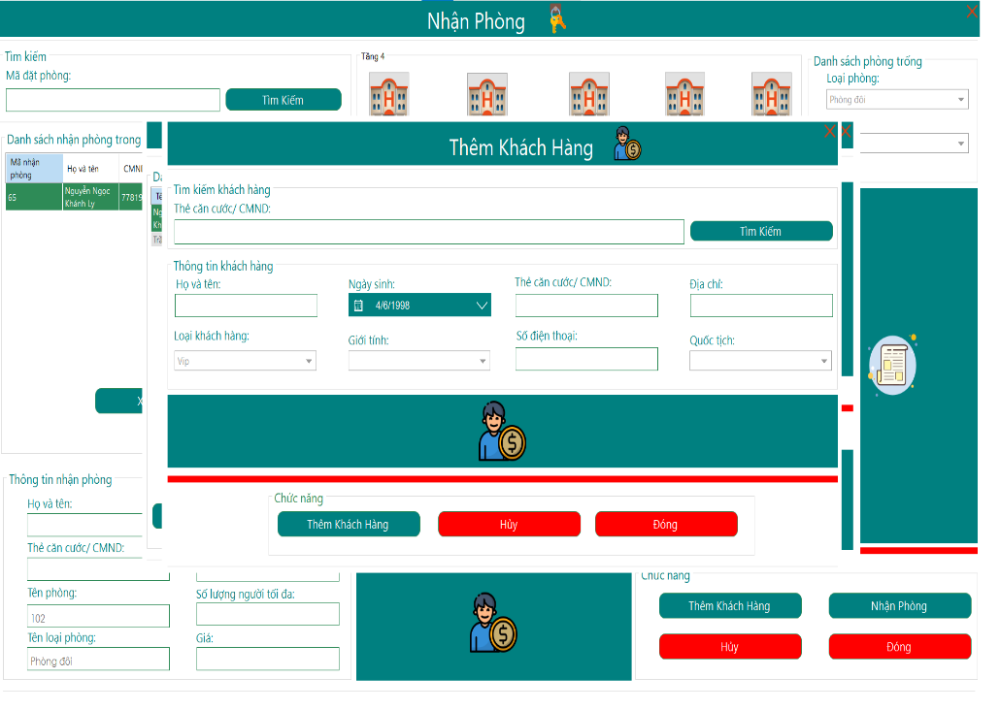 Nhận Phòng
Tìm kiếm
Mã đặt phòng:
Tìm Kiếm
Tầng 4
H H H H H
Danh sách phòng trống
Loại phòng:
Phòng đôi
Danh sách nhận phòng trong
Mã nhận phòng
Họ và tên
CMN
65
Nguyễn Ngọc Khánh Ly
77819
Thêm Khách Hàng
Tìm kiếm khách hàng
Thẻ căn cước/ CMND:
Tìm Kiếm
Thông tin khách hàng
Họ và tên:
Ngày sinh:
Thẻ căn cước/ CMND:
Địa chỉ:
4/6/1998
Loại khách hàng:
Giới tính:
Số điện thoại:
Quốc tịch:
Vip
X
Chức năng
Thêm Khách Hàng
Hủy
Đóng
Thông tin nhận phòng
Họ và tên:
Thẻ căn cước/ CMND:
Tên phòng:
102
Tên loại phòng:
Phòng đôi
Số lượng người tối đa:
Giá:
Chức năng
Thêm Khách Hàng
Nhận Phòng
Hủy
Đóng